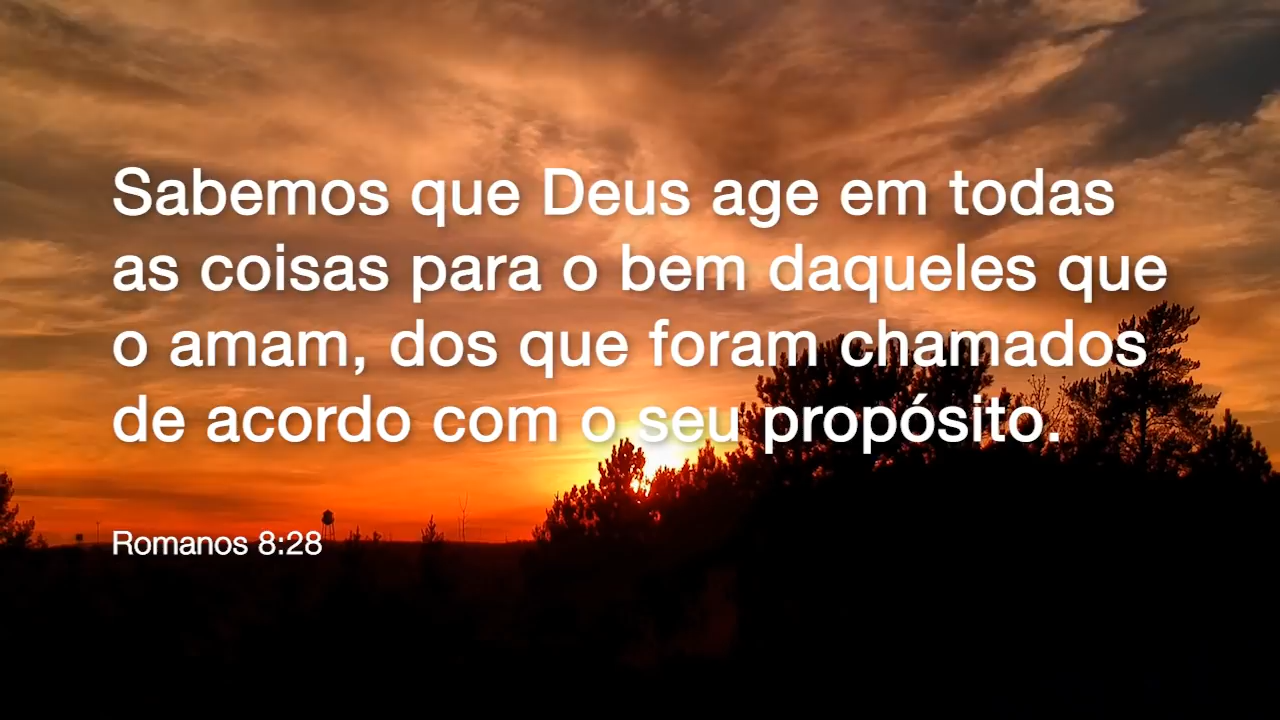 Sabemos que Deus age em todas
as coisas para o bem daqueles que
o amam, dos que foram chamados
de acordo com o seu propósito.
Romanos 8:28